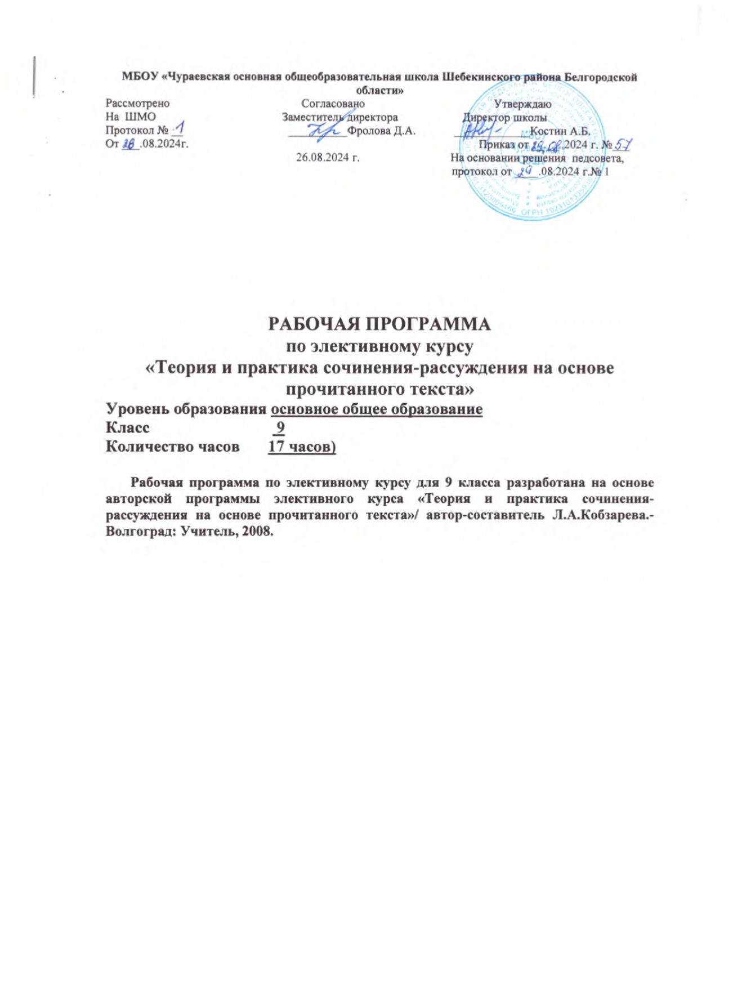 МБОУ «Чураевская основная общеобразовательная школа Шебекинского района Белгородской
области»
Рассмотрено Согласовано Утверждаю
На ШМО Заместитель директора Директор школы
Протокол № 1 ___________Фролова Д.А. ______________Костин А.Б.
От 26.08.2024г. Приказ от 29.08.2024 г. № 57
26.08.2024 г. На основании решения педсовета,
протокол от 29.08.2024 г.№ 1
ОГРН
РАБОЧАЯ ПРОГРАММА
по элективному курсу
«Теория и практика сочинения-рассуждения на основе
прочитанного текста»
Уровень образования основное общее образование
Класс 9
Количество часов 17 часов)
Рабочая программа по элективному курсу для 9 класса разработана на основе
авторской программы элективного курса «Теория и практика сочинения-
рассуждения на основе прочитанного текста»/ автор-составитель Л.А.Кобзарева.-
Волгоград: Учитель, 2008.